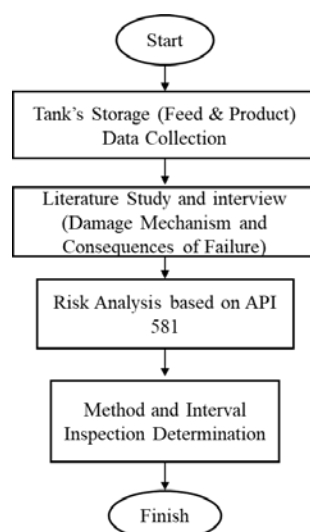 Start
Tank's Storage (Feed & Product)
Data Collection
Literature Study and interview
(Damage Mechanism and
Consequences of Failure)
Risk Analysis based on API
581
Method and Interval
Inspection Determination
Finish